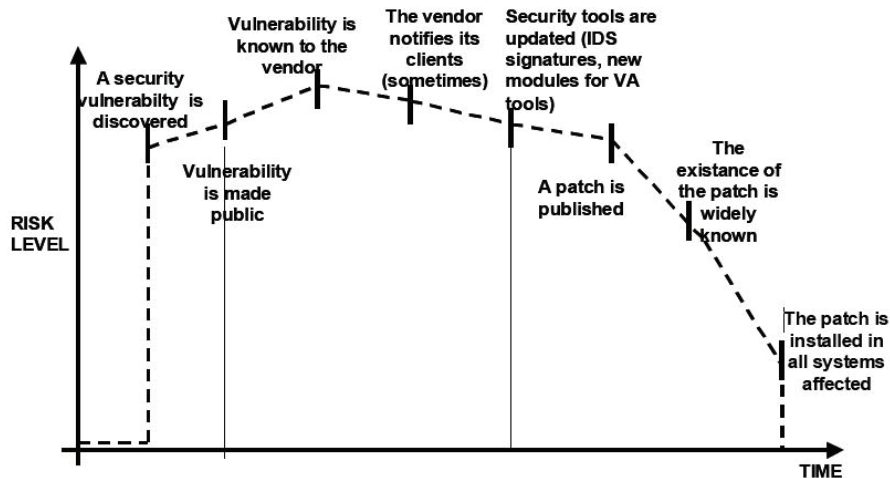 A security
vulnerabilty is
discovered
Vulnerability
is made
public
Vulnerability is
known to the
vendor
The vendor
notifies its
clients
(sometimes)
Security tools are
updated (IDS
signatures, new
modules for VA
tools)
A patch is
published
The
existance of
the patch is
widely
known
The patch is
installed in
all systems
affected
RISK
LEVEL
TIME